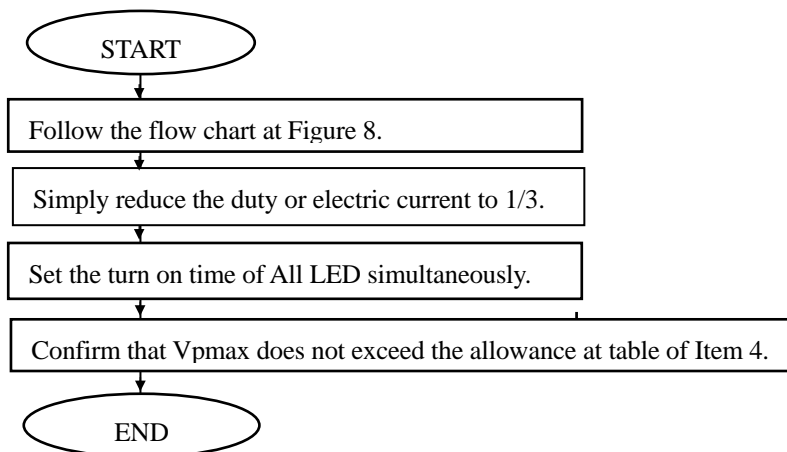 START
Follow the flow chart at Figure 8.
Simply reduce the duty or electric current to 1/3.
Set the turn on time of All LED simultaneously.
Confirm that Vpmax does not exceed the allowance at table of Item 4.
END